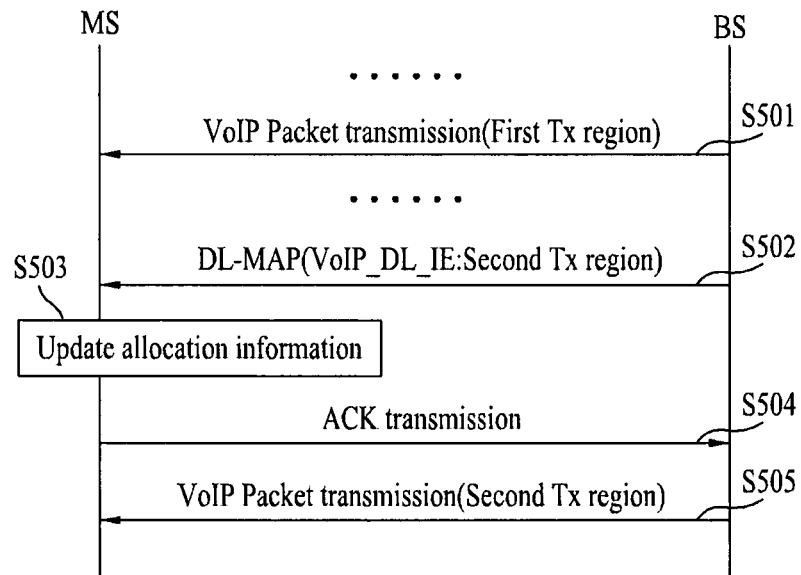 MS BS
S501
VoIP Packet transmission(First Tx region)
S502
DL-MAP(VoIP_DL_IE:Second Tx region)
S503
Update allocation information
S504
ACK transmission
S505
VoIP Packet transmission(Second Tx region)